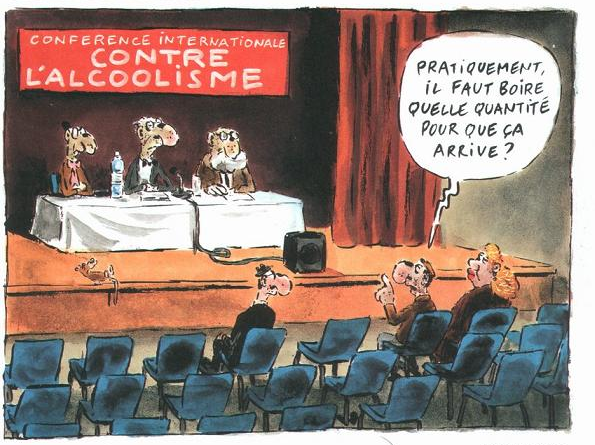 CONFERENCE INTERNATIONALE
CONTRE
L'ALCOOLISME
PRATIQUEMENT,
IL FAUT BOIRE
QUELLE QUANTITÉ
POUR QUE ÇA
ARRIVE ?